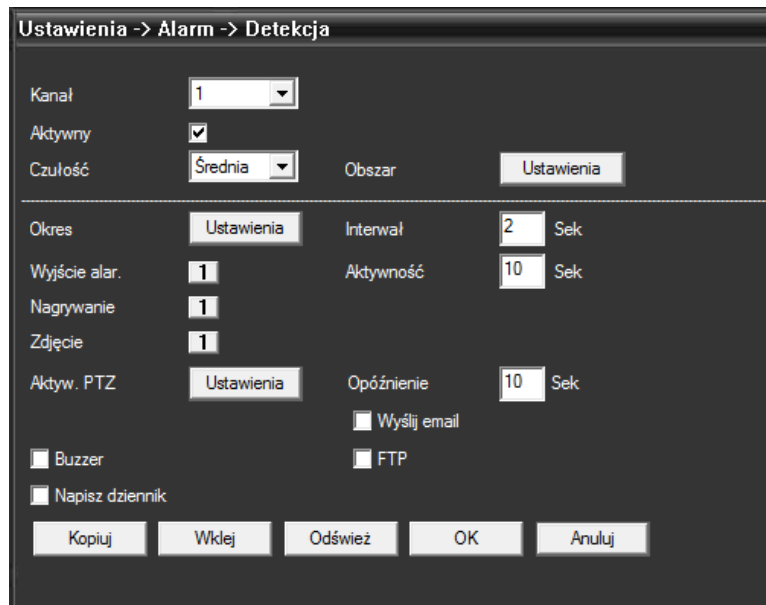 Ustawienia -> Alarm -> Detekcja
Kanał 1
Aktywny
Czułość Średnia Obszar Ustawienia
Okres Ustawienia Interwał 2 Sek
Wyjście alar. 1 Aktywność 10 Sek
Nagrywanie 1
Zdjęcie 1
Aktyw. PTZ Ustawienia Opóźnienie 10 Sek
Wyślij email
Buzzer FTP
Napisz dziennik
Kopiuj Wklej Odśwież OK Anuluj